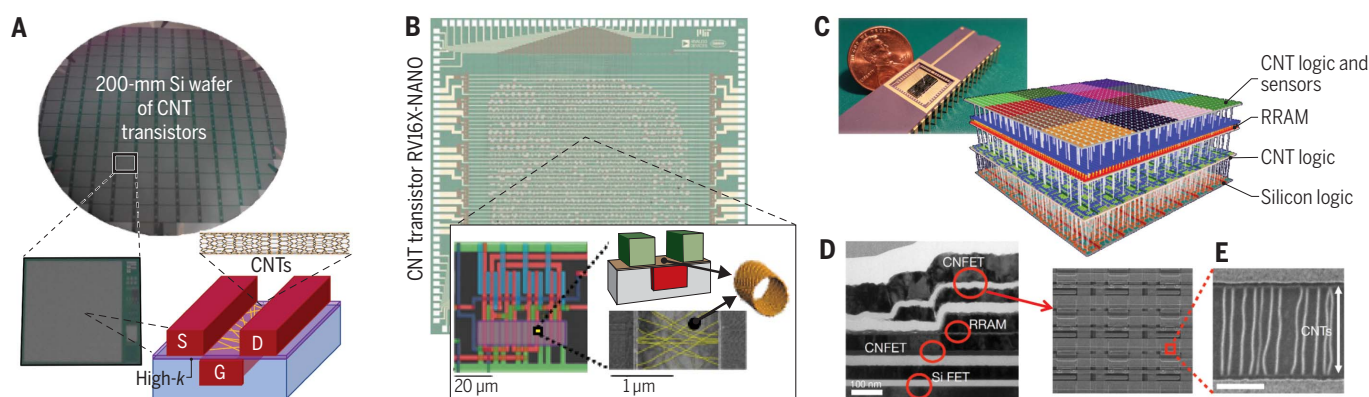 A
200-mm Si wafer
of CNT
transistors
CNTs
S
D
G
High-k
B
CNT transistor RV16X-NANO
20 µm
1 µm
C
CNT logic and
sensors
RRAM
CNT logic
Silicon logic
D
CNFET
RRAM
CNFET
Si FET
100 nm
E
CNTs